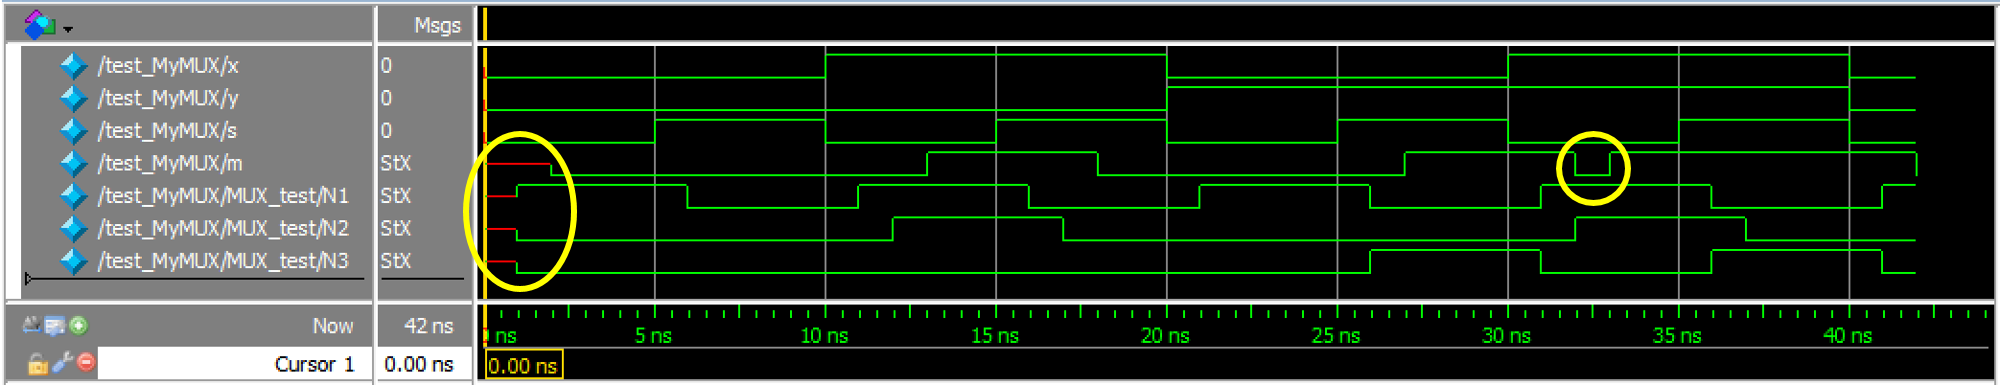 Msgs
/test_MyMUX/x 0
/test_MyMUX/y 0
/test_MyMUX/s 0
/test_MyMUX/m StX
/test_MyMUX/MUX_test/N1 StX
/test_MyMUX/MUX_test/N2 StX
/test_MyMUX/MUX_test/N3 StX
Now 42 ns ns 5 ns 10 ns 15 ns 20 ns 25 ns 30 ns 35 ns 40 ns
Cursor 1 0.00 ns 0.00 ns